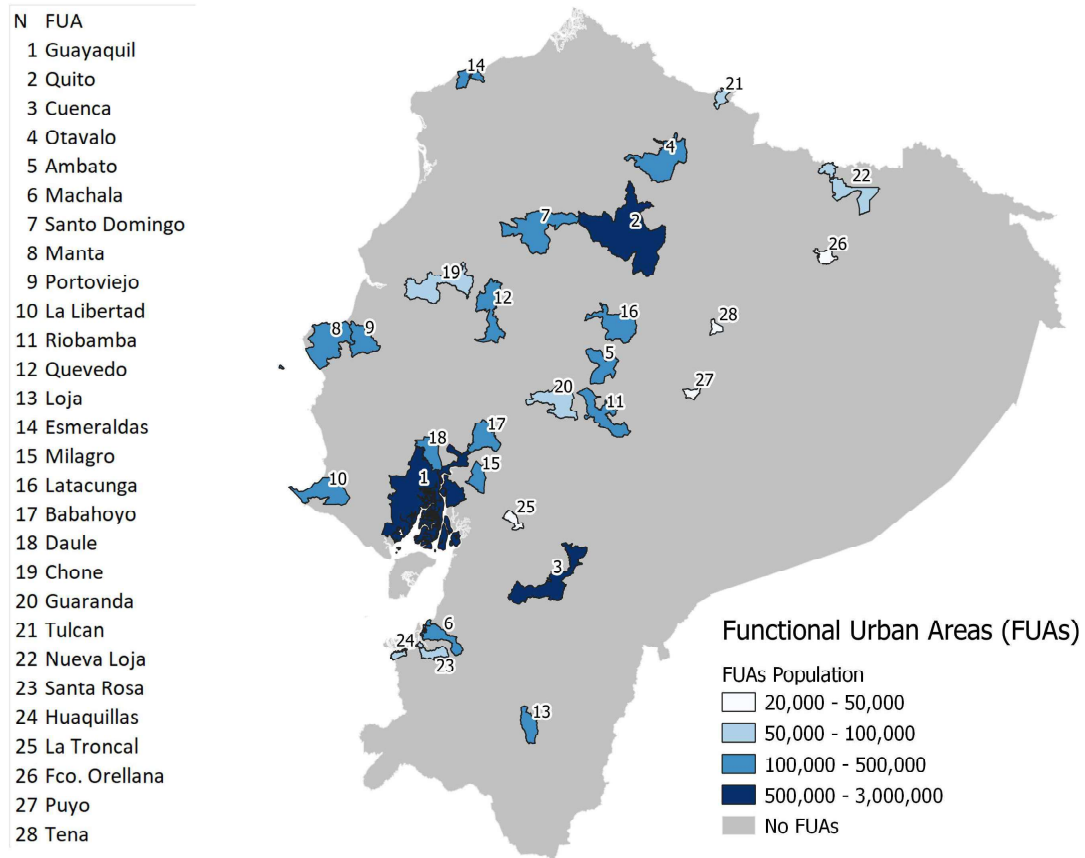 N FUA
1 Guayaquil
2 Quito
3 Cuenca
4 Otavalo
5 Ambato
6 Machala
7 Santo Domingo
8 Manta
9 Portoviejo
10 La Libertad
11 Riobamba
12 Quevedo
13 Loja
14 Esmeraldas
15 Milagro
16 Latacunga
17 Babahoyo
18 Daule
19 Chone
20 Guaranda
21 Tulcan
22 Nueva Loja
23 Santa Rosa
24 Huaquillas
25 La Troncal
26 Fco. Orellana
27 Puyo
28 Tena
14
21
4
22
7
2
26
19
12
16
28
8
9
5
27
20
11
17
18
15
1
10
25
3
6
24
23
13
Functional Urban Areas (FUAs)
FUAs Population
20,000 - 50,000
50,000 - 100,000
100,000 - 500,000
500,000 - 3,000,000
No FUAs